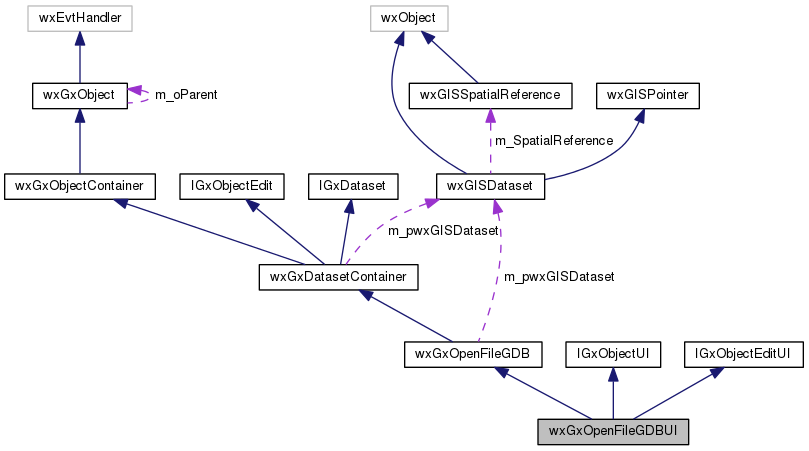 wxEvtHandler
wxObject
wxGxObject
m_oParent
wxGISSpatialReference
wxGISPointer
m_SpatialReference
wxGxObjectContainer
IGxObjectEdit
IGxDataset
wxGISDataset
m_pwxGISDataset
wxGxDatasetContainer
m_pwxGISDataset
wxGxOpenFileGDB
IGxObjectUI
IGxObjectEditUI
wxGxOpenFileGDBUI